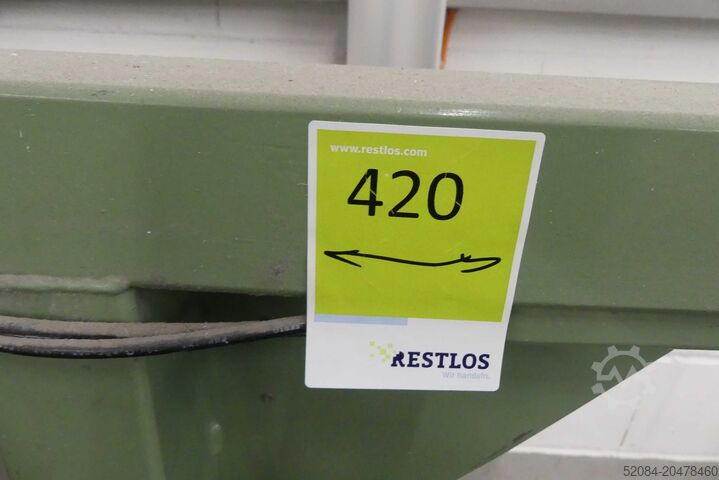 www.restlos.com
420
RESTLOS
Wir handeln.
52084-20478460